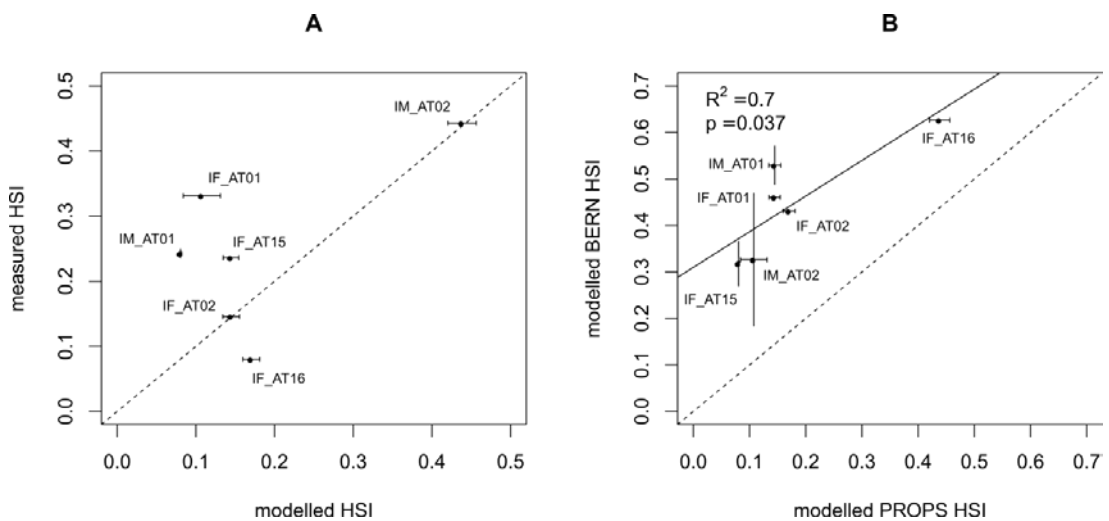 A
measured HSI
0.5
0.4
0.3
0.2
0.1
0.0
IM_AT02
IF_AT01
IM_AT01
IF_AT15
IF_AT02
IF_AT16
0.0 0.1 0.2 0.3 0.4 0.5
modelled HSI
B
modelled BERN HSI
0.7
0.6
0.5
0.4
0.3
0.2
0.1
0.0
R² =0.7
p =0.037
IF_AT16
IM_AT01
IF_AT01
IF_AT02
IM_AT02
IF_AT15
0.0 0.1 0.2 0.3 0.4 0.5 0.6 0.7
modelled PROPS HSI